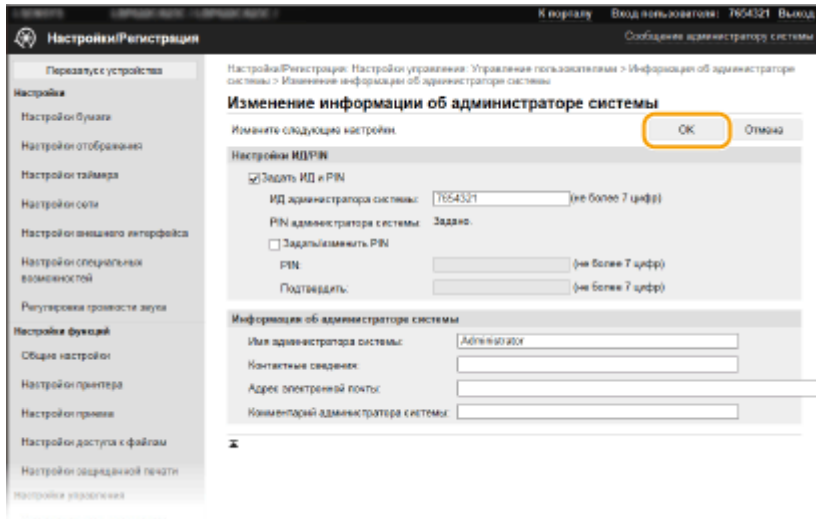 К порталу Вход пользователя: 7654321 Выход
Настройки/Регистрация
Сообщение администратору системы
Перезапуск устройства
Настройки
Настройки бумаги
Настройки отображения
Настройки таймера
Настройки сети
Настройки внешнего интерфейса
Настройки специальных
возможностей
Регулировка громкости звука
Настройки функций
Общие настройки
Настройки принтера
Настройки приема
Настройки доступа к файлам
Настройки защищенной печати
Настройки управления
Настройки/Регистрация: Настройки управления: Управление пользователями > Информация об администраторе
системы > Изменение информации об администраторе системы
Изменение информации об администраторе системы
Измените следующие настройки.
OK
Отмена
Настройки ИД/PIN
Задать ИД и PIN
ИД администратора системы: 7654321 (не более 7 цифр)
PIN администратора системы: Задано.
Задать/изменить PIN
PIN: (не более 7 цифр)
Подтвердить: (не более 7 цифр)
Информация об администраторе системы
Имя администратора системы: Administrator
Контактные сведения:
Адрес электронной почты:
Комментарий администратора системы: